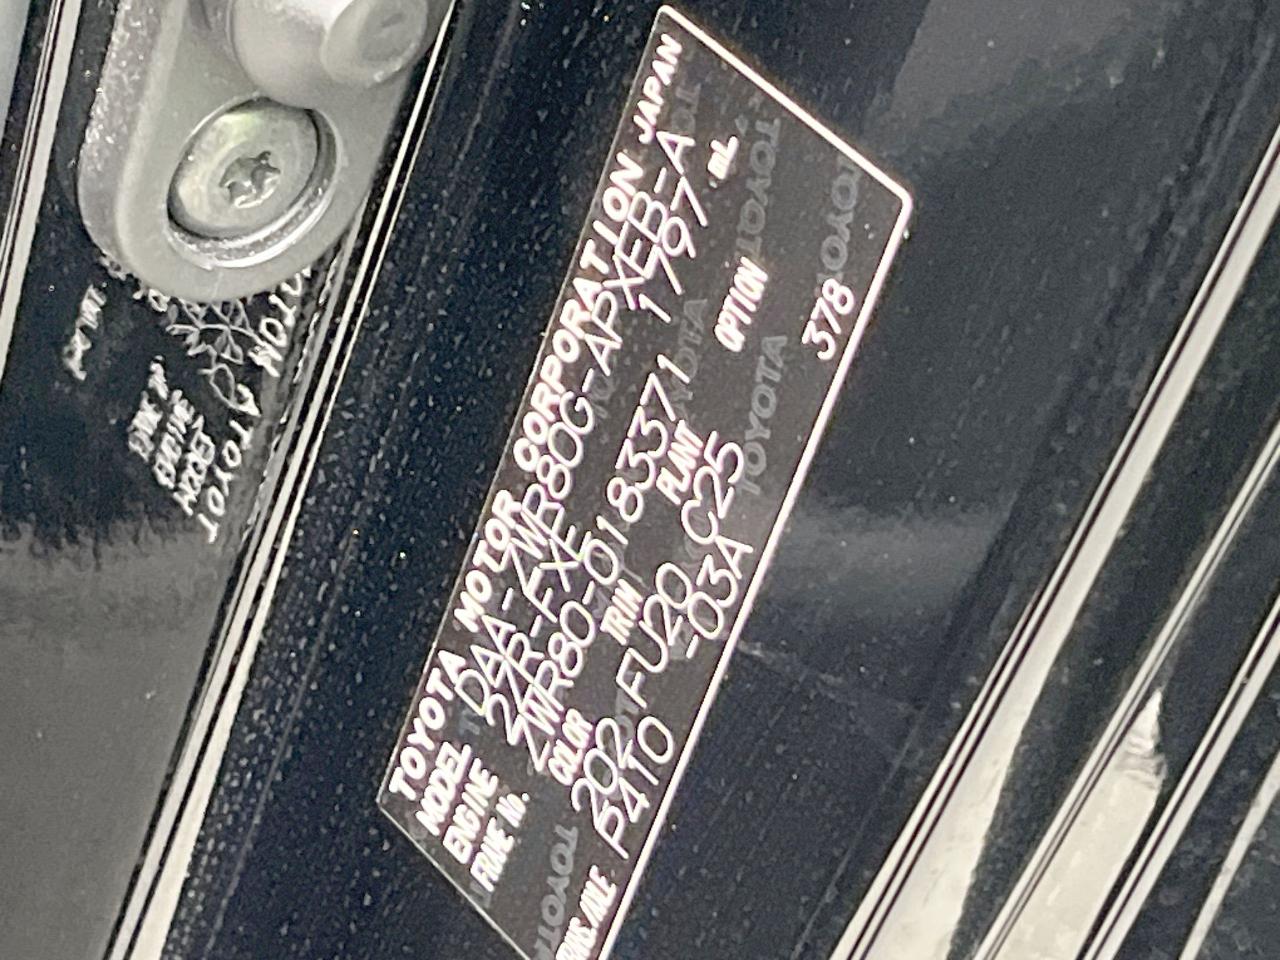 TOYOTA MOTOR CORPORATION JAPAN
MODEL DAA-ZWR80G-APXEB-A
ENGINE 2ZR-FXE 1797 mL
FRAME No. ZWR80-0183371
COLOR TRIM PLANT OPTION
202 FU20 C25 378
TRANS./AXLE P410 -03A